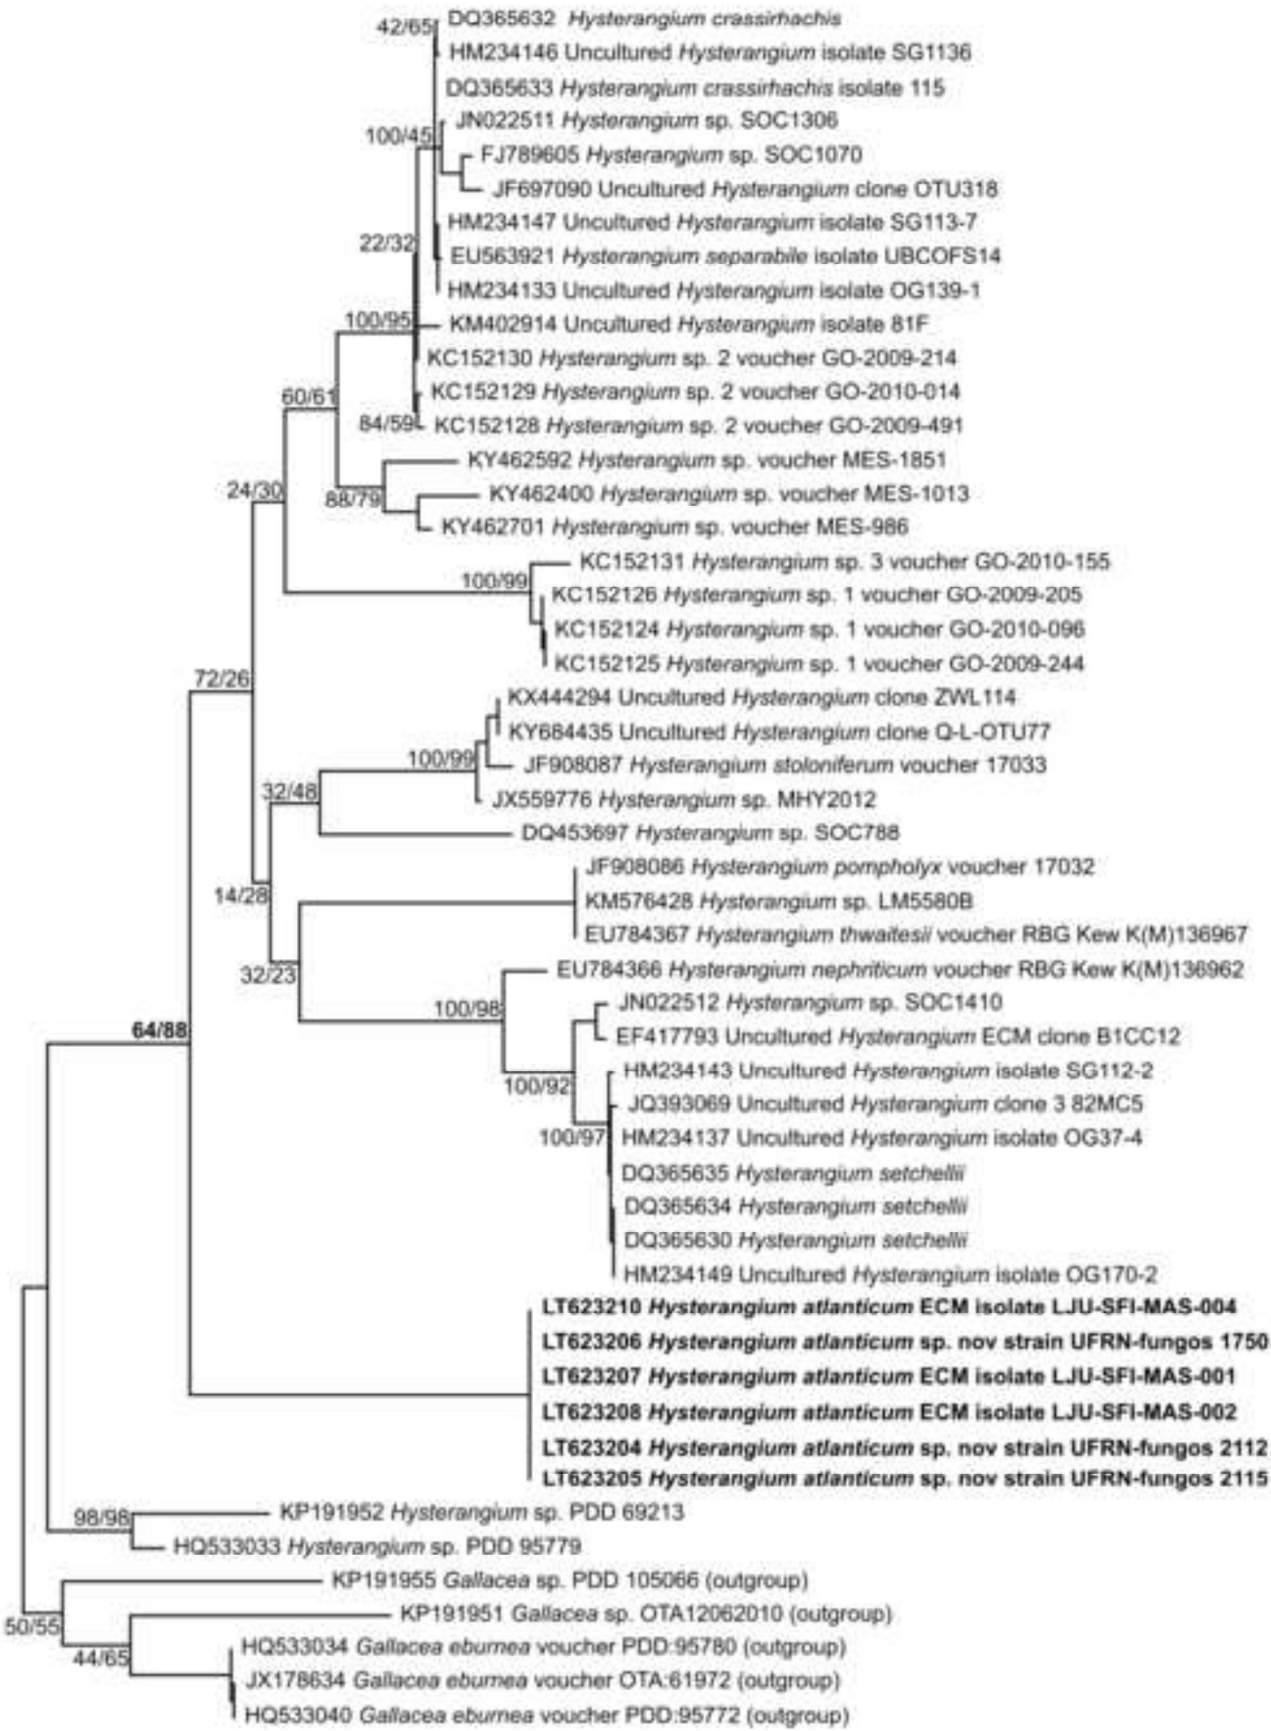 DQ365632 Hysterangium crassirhachis
42/65
HM234146 Uncultured Hysterangium isolate SG1136
DQ365633 Hysterangium crassirhachis isolate 115
JN022511 Hysterangium sp. SOC1306
100/45
FJ789605 Hysterangium sp. SOC1070
JF697090 Uncultured Hysterangium clone OTU318
HM234147 Uncultured Hysterangium isolate SG113-7
22/32
EU563921 Hysterangium separabile isolate UBCOFS14
HM234133 Uncultured Hysterangium isolate OG139-1
100/95
KM402914 Uncultured Hysterangium isolate 81F
KC152130 Hysterangium sp. 2 voucher GO-2009-214
60/61
KC152129 Hysterangium sp. 2 voucher GO-2010-014
84/59
KC152128 Hysterangium sp. 2 voucher GO-2009-491
KY462592 Hysterangium sp. voucher MES-1851
24/30
88/79
KY462400 Hysterangium sp. voucher MES-1013
KY462701 Hysterangium sp. voucher MES-986
KC152131 Hysterangium sp. 3 voucher GO-2010-155
100/99
KC152126 Hysterangium sp. 1 voucher GO-2009-205
KC152124 Hysterangium sp. 1 voucher GO-2010-096
KC152125 Hysterangium sp. 1 voucher GO-2009-244
72/26
KX444294 Uncultured Hysterangium clone ZWL114
KY684435 Uncultured Hysterangium clone Q-L-OTU77
100/99
JF908087 Hysterangium stoloniferum voucher 17033
32/48
JX559776 Hysterangium sp. MHY2012
DQ453697 Hysterangium sp. SOC788
JF908086 Hysterangium pompholyx voucher 17032
14/28
KM576428 Hysterangium sp. LM5580B
EU784367 Hysterangium thwaitesii voucher RBG Kew K(M)136967
32/23
EU784366 Hysterangium nephriticum voucher RBG Kew K(M)136962
100/98
JN022512 Hysterangium sp. SOC1410
64/88
EF417793 Uncultured Hysterangium ECM clone B1CC12
HM234143 Uncultured Hysterangium isolate SG112-2
100/92
JQ393069 Uncultured Hysterangium clone 3 82MC5
100/97
HM234137 Uncultured Hysterangium isolate OG37-4
DQ365635 Hysterangium setchellii
DQ365634 Hysterangium setchellii
DQ365630 Hysterangium setchellii
HM234149 Uncultured Hysterangium isolate OG170-2
LT623210 Hysterangium atlanticum ECM isolate LJU-SFI-MAS-004
LT623206 Hysterangium atlanticum sp. nov strain UFRN-fungos 1750
LT623207 Hysterangium atlanticum ECM isolate LJU-SFI-MAS-001
LT623208 Hysterangium atlanticum ECM isolate LJU-SFI-MAS-002
LT623204 Hysterangium atlanticum sp. nov strain UFRN-fungos 2112
LT623205 Hysterangium atlanticum sp. nov strain UFRN-fungos 2115
98/98
KP191952 Hysterangium sp. PDD 69213
HQ533033 Hysterangium sp. PDD 95779
KP191955 Gallacea sp. PDD 105066 (outgroup)
50/55
KP191951 Gallacea sp. OTA12062010 (outgroup)
44/65
HQ533034 Gallacea eburnea voucher PDD:95780 (outgroup)
JX178634 Gallacea eburnea voucher OTA:61972 (outgroup)
HQ533040 Gallacea eburnea voucher PDD:95772 (outgroup)